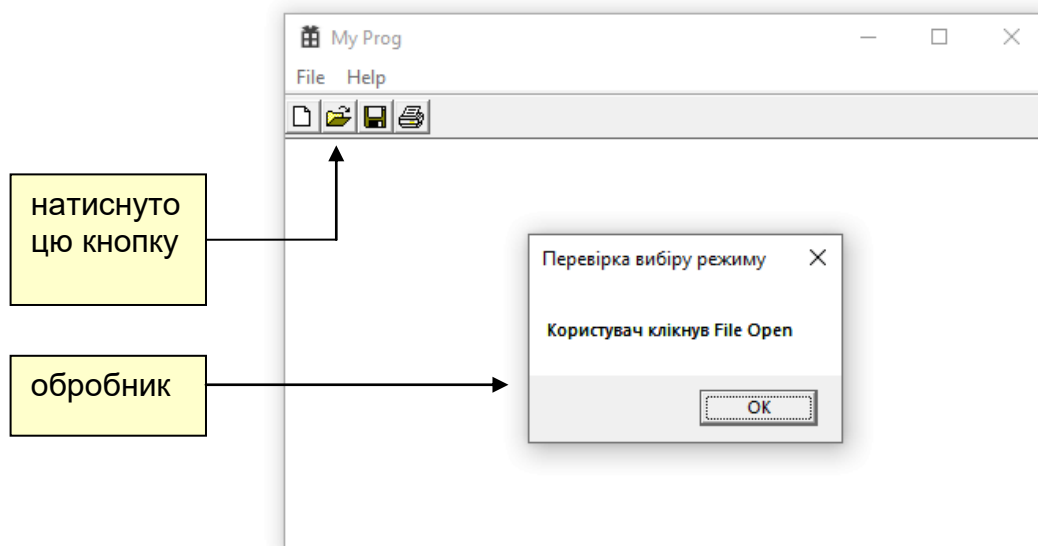 My Prog
File Help
натиснуто
цю кнопку
Перевірка вибіру режиму
Користувач клікнув File Open
обробник
OK